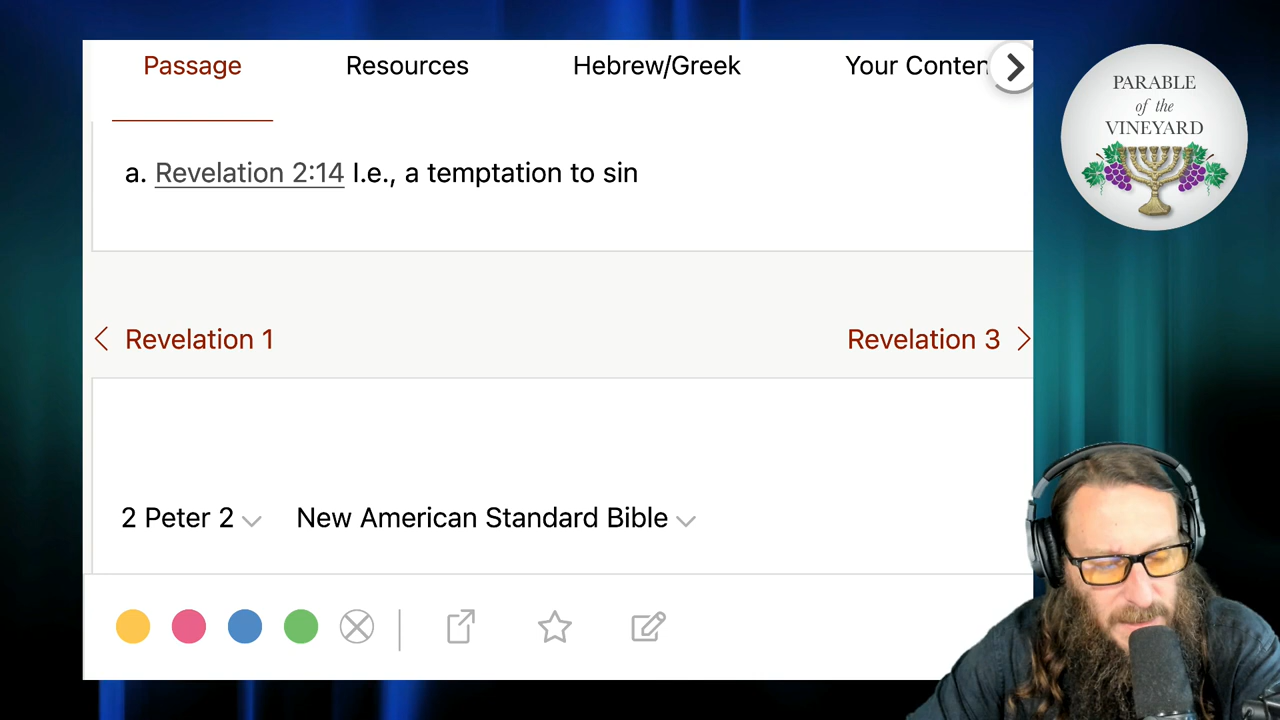 Passage Resources Hebrew/Greek Your Conten
a. Revelation 2:14 I.e., a temptation to sin
Revelation 1 Revelation 3
2 Peter 2 New American Standard Bible
PARABLE
of the
VINEYARD